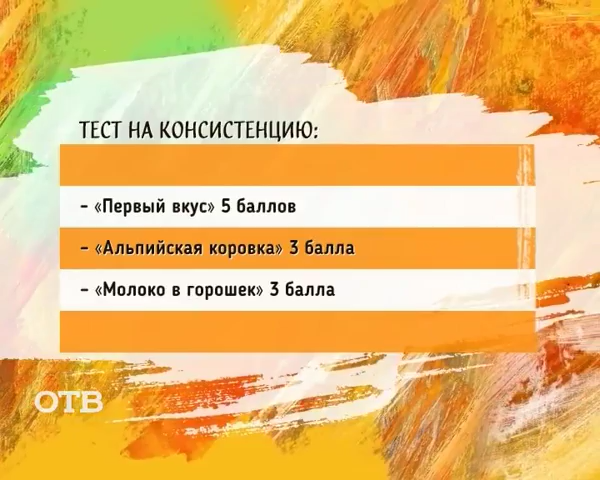 ТЕСТ НА КОНСИСТЕНЦИЮ:
– «Первый вкус» 5 баллов
– «Альпийская коровка» 3 балла
– «Молоко в горошек» 3 балла
ОТВ